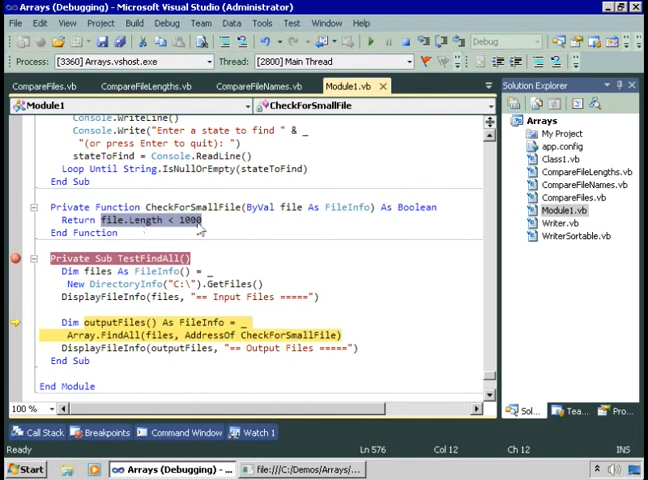 Arrays (Debugging) - Microsoft Visual Studio (Administrator)
File Edit View Project Build Debug Team Data Tools Test Window Help
Debug
Process: [3360] Arrays.vshost.exe Thread: [2800] Main Thread
CompareFiles.vb CompareFileLengths.vb CompareFileNames.vb Module1.vb
Module1 CheckForSmallFile
Console.WriteLine()
Console.Write("Enter a state to find " & _
"(or press Enter to quit): ")
stateToFind = Console.ReadLine()
Loop Until String.IsNullOrEmpty(stateToFind)
End Sub
Private Function CheckForSmallFile(ByVal file As FileInfo) As Boolean
Return file.Length < 1000
End Function
Private Sub TestFindAll()
Dim files As FileInfo() = _
New DirectoryInfo("C:\").GetFiles()
DisplayFileInfo(files, "== Input Files =====")
Dim outputFiles() As FileInfo = _
Array.FindAll(files, AddressOf CheckForSmallFile)
DisplayFileInfo(outputFiles, "== Output Files =====")
End Sub
End Module
100 %
Solution Explorer
Arrays
My Project
app.config
Class1.vb
CompareFileLengths.vb
CompareFileNames.vb
CompareFiles.vb
Module1.vb
Writer.vb
WriterSortable.vb
Sol... Tea... Pro...
Call Stack Breakpoints Command Window Watch 1
Ready Ln 576 Col 12 Ch 12 INS
Start Arrays (Debugging) - ... file:///C:/Demos/Arrays/...